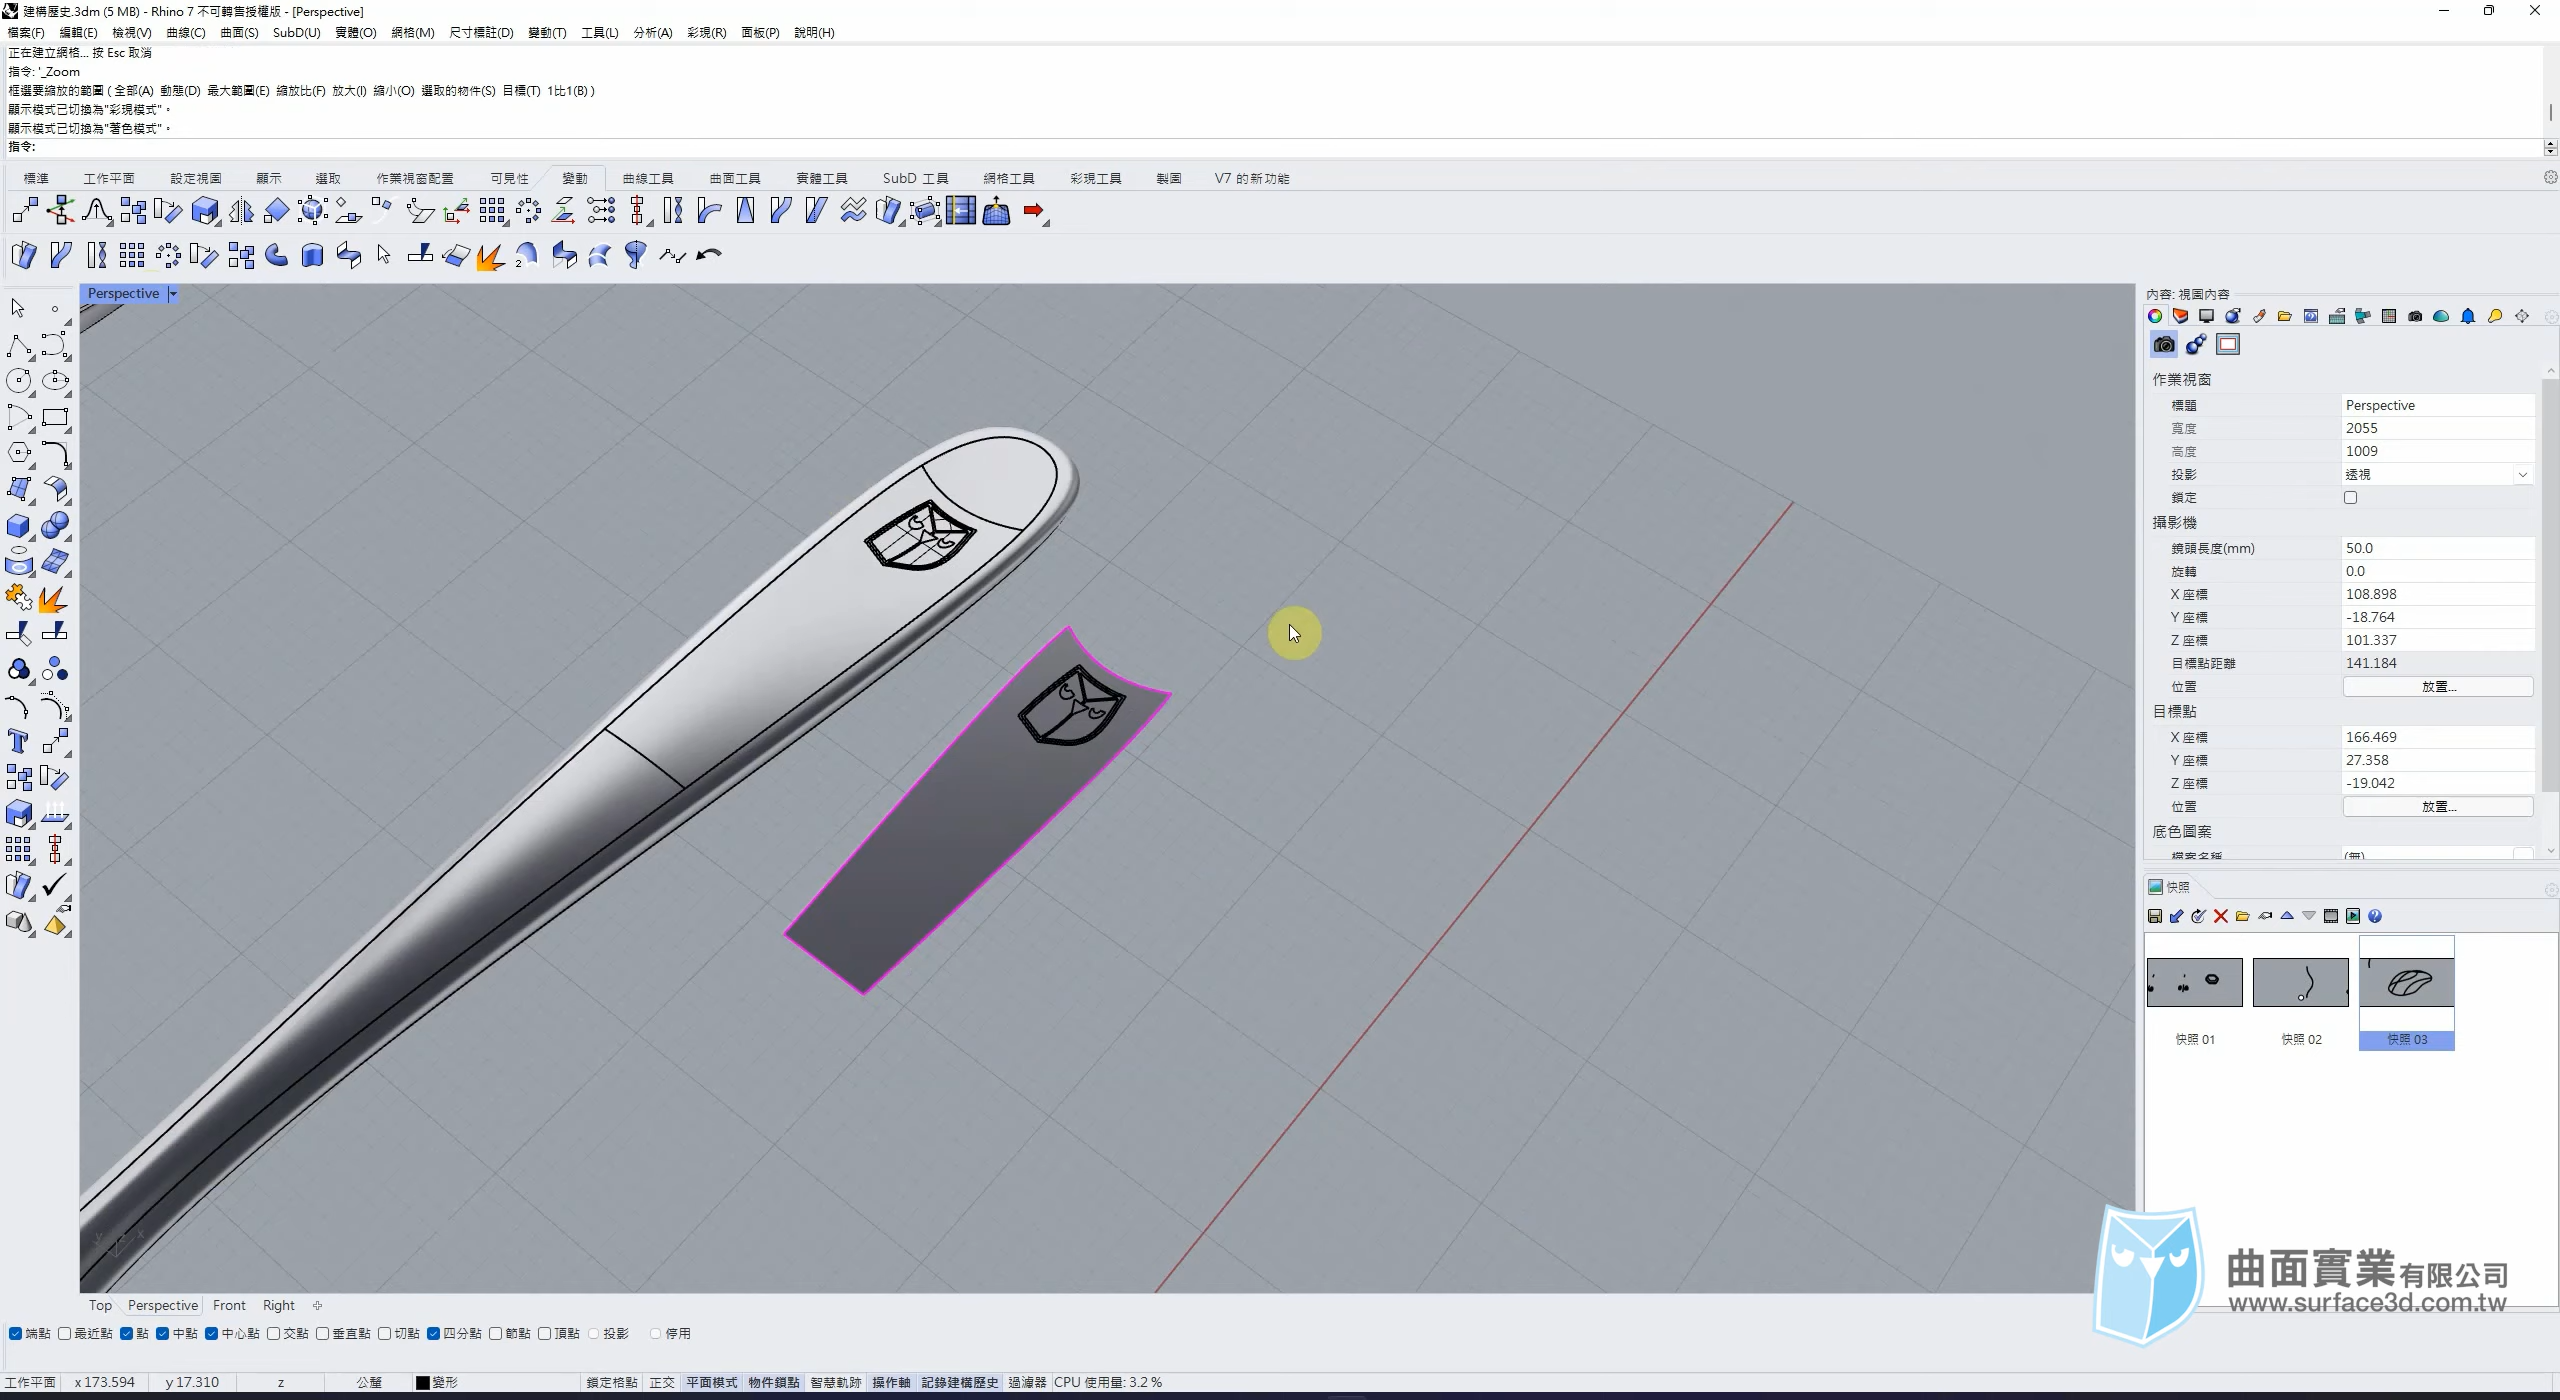 建構歷史.3dm (5 MB) - Rhino 7 不可轉售授權版 - [Perspective]
檔案(F) 編輯(E) 檢視(V) 曲線(C) 曲面(S) SubD(U) 實體(O) 網格(M) 尺寸標註(D) 變動(T) 工具(L) 分析(A) 彩現(R) 面板(P) 說明(H)
正在建立網格... 按 Esc 取消
指令: '_Zoom
框選要縮放的範圍 ( 全部(A) 動態(D) 最大範圍(E) 縮放比(F) 放大(I) 縮小(O) 選取的物件(S) 目標(T) 1比1(B) )
顯示模式已切換為"彩現模式"。
顯示模式已切換為"著色模式"。
指令:
標準 工作平面 設定視圖 顯示 選取 作業視窗配置 可見性 變動 曲線工具 曲面工具 實體工具 SubD 工具 網格工具 彩現工具 製圖 V7 的新功能
Perspective
內容: 視圖內容
作業視窗
標題 Perspective
寬度 2055
高度 1009
投影 透視
鎖定
攝影機
鏡頭長度(mm) 50.0
旋轉 0.0
X 座標 108.898
Y 座標 -18.764
Z 座標 101.337
目標點距離 141.184
位置 放置...
目標點
X 座標 166.469
Y 座標 27.358
Z 座標 -19.042
位置 放置...
底色圖案
檔案名稱 (無)
快照
快照 01 快照 02 快照 03
曲面實業有限公司
www.surface3d.com.tw
Top Perspective Front Right
端點 最近點 點 中點 中心點 交點 垂直點 切點 四分點 節點 頂點 投影 停用
工作平面 x 173.594 y 17.310 z 公釐 變形 鎖定格點 正交 平面模式 物件鎖點 智慧軌跡 操作軸 記錄建構歷史 過濾器 CPU 使用量: 3.2 %